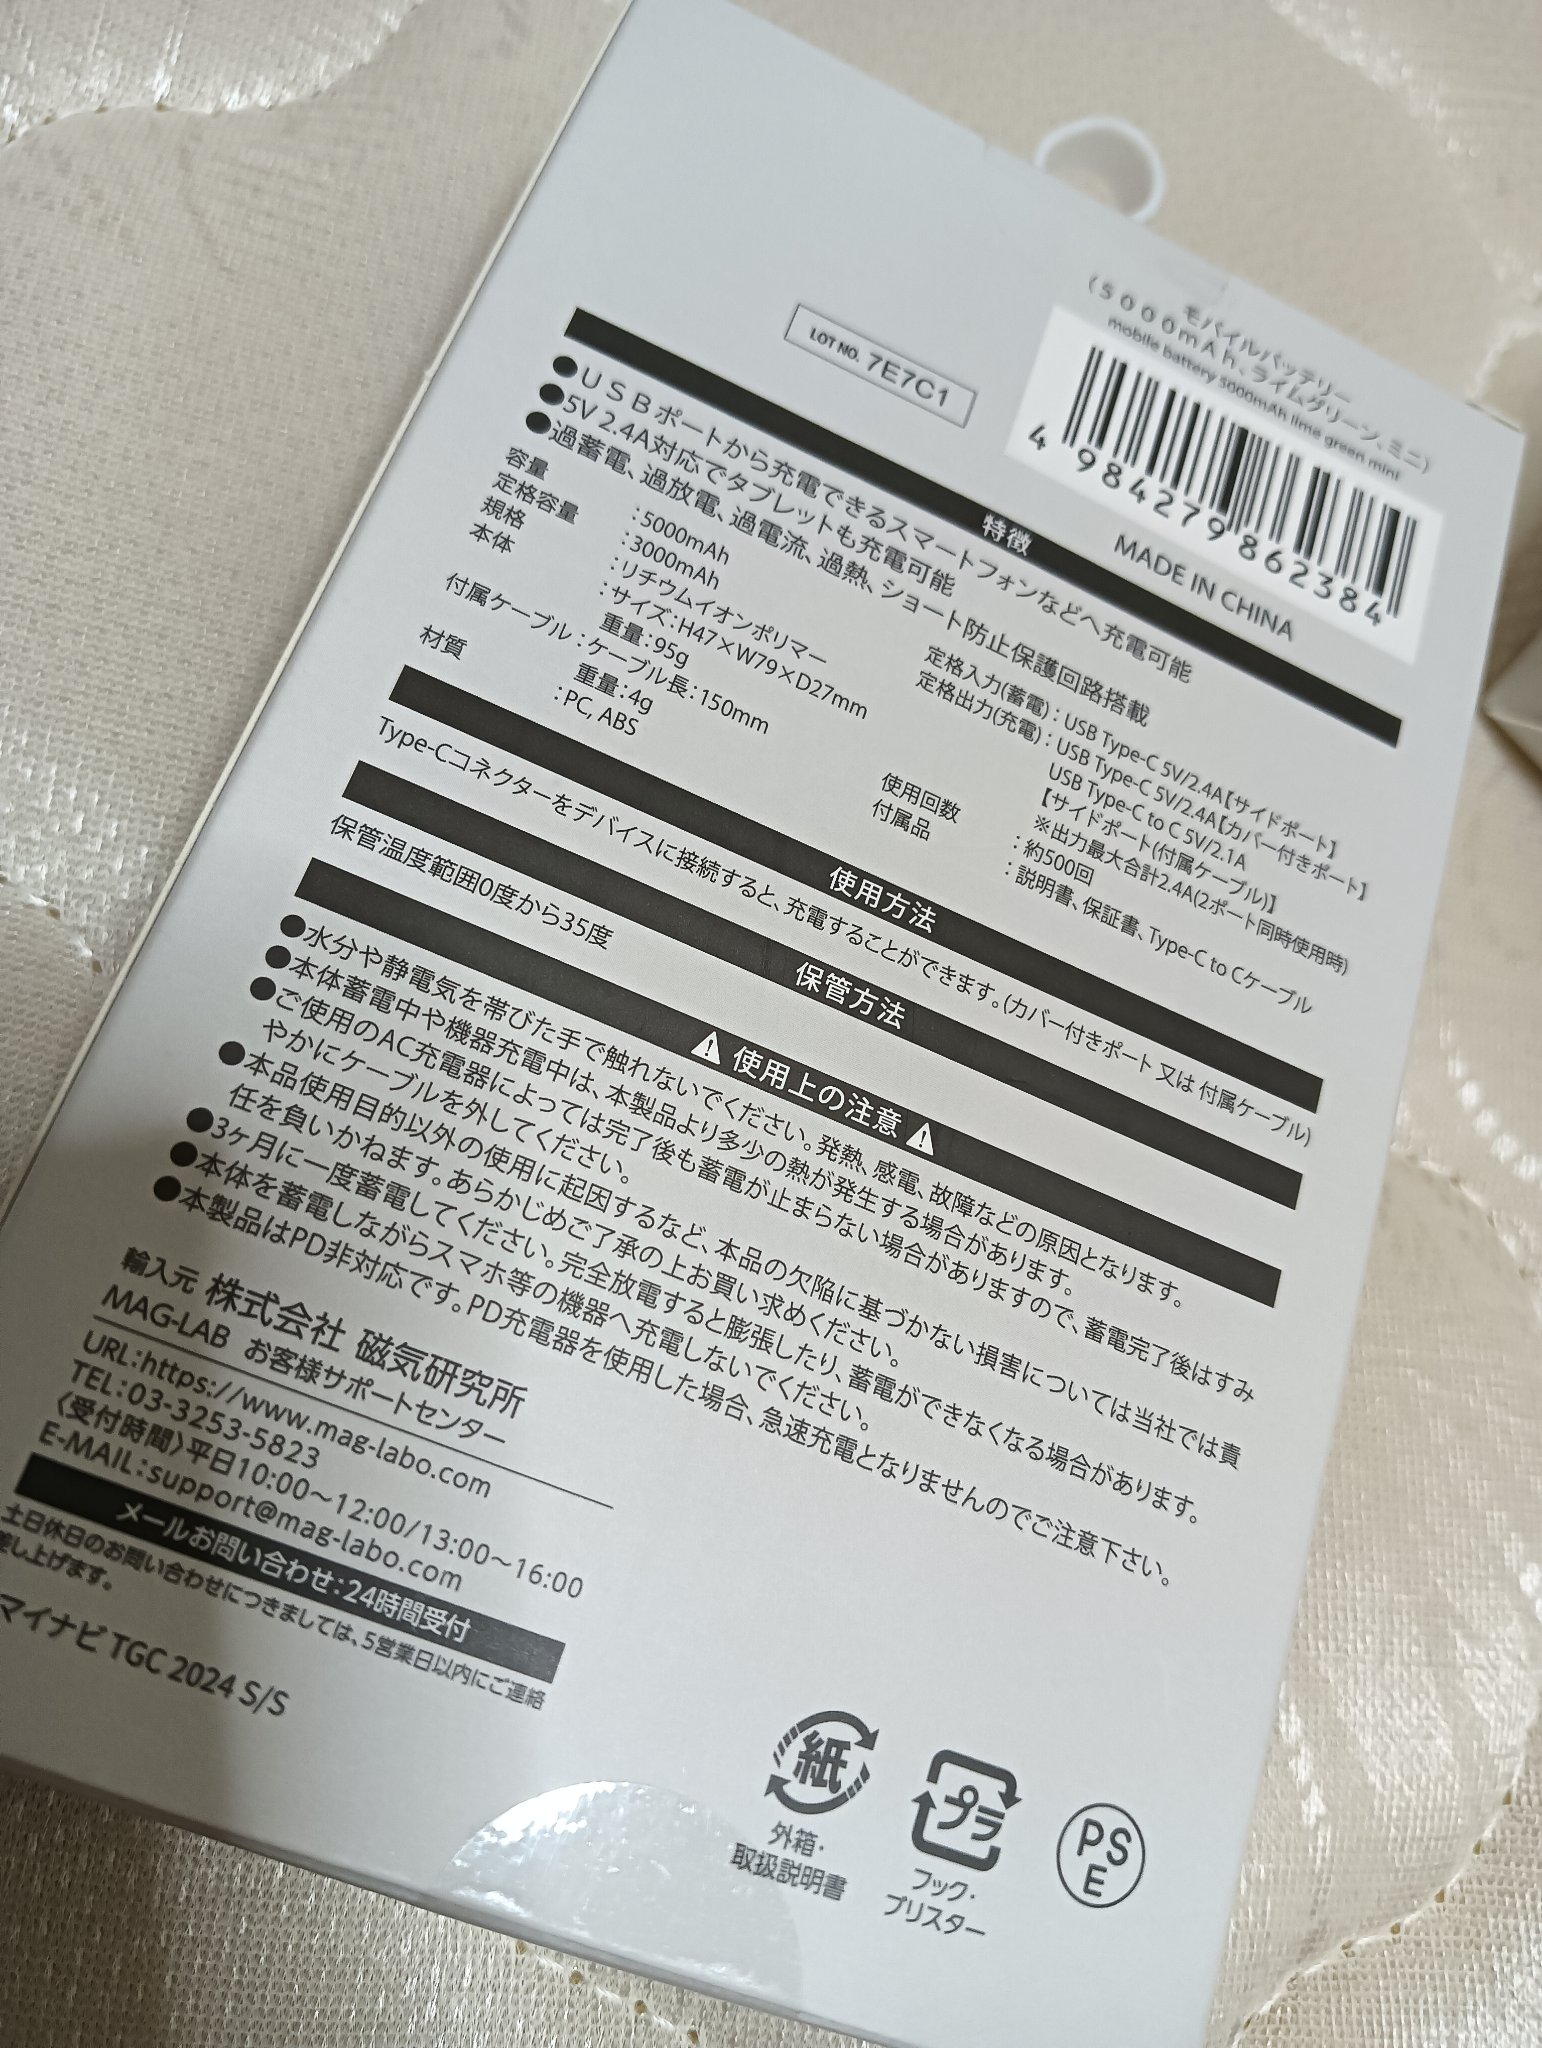 モバイルバッテリー
(5000mAh、ライムグリーン、ミニ)
mobile battery 5000mAh lime green mini
4 984279 862384
LOT NO. 7E7C1
MADE IN CHINA
特徴
●USBポートから充電できるスマートフォンなどへ充電可能
●5V 2.4A対応でタブレットも充電可能
●過蓄電、過放電、過電流、過熱、ショート防止保護回路搭載
容量 :5000mAh
定格容量 :3000mAh
規格 :リチウムイオンポリマー
本体 :サイズ:H47×W79×D27mm
重量:95g
付属ケーブル:ケーブル長:150mm
重量:4g
材質 :PC, ABS
定格入力(蓄電):USB Type-C 5V/2.4A【サイドポート】
定格出力(充電):USB Type-C 5V/2.4A【カバー付きポート】
USB Type-C to C 5V/2.1A
【サイドポート(付属ケーブル)】
※出力最大合計2.4A(2ポート同時使用時)
使用回数 :約500回
付属品 :説明書、保証書、Type-C to Cケーブル
使用方法
Type-Cコネクターをデバイスに接続すると、充電することができます。(カバー付きポート 又は 付属ケーブル)
保管方法
保管温度範囲0度から35度
使用上の注意
●水分や静電気を帯びた手で触れないでください。発熱、感電、故障などの原因となります。
●本体蓄電中や機器充電中は、本製品より多少の熱が発生する場合があります。
●ご使用のAC充電器によっては完了後も蓄電が止まらない場合がありますので、蓄電完了後はすみ
やかにケーブルを外してください。
●本品使用目的以外の使用に起因するなど、本品の欠陥に基づかない損害については当社では責
任を負いかねます。あらかじめご了承の上お買い求めください。
●3ヶ月に一度蓄電してください。完全放電すると膨張したり、蓄電ができなくなる場合があります。
●本体を蓄電しながらスマホ等の機器へ充電しないでください。
●本製品はPD非対応です。PD充電器を使用した場合、急速充電となりませんのでご注意下さい。
輸入元 株式会社 磁気研究所
MAG-LAB お客様サポートセンター
URL:https://www.mag-labo.com
TEL:03-3253-5823
〈受付時間〉平日10:00～12:00/13:00～16:00
E-MAIL:support@mag-labo.com
メールお問い合わせ:24時間受付
土日休日のお問い合わせにつきましては、5営業日以内にご連絡
差し上げます。
マイナビ TGC 2024 S/S
紙
外箱・
取扱説明書
プラ
フック・
ブリスター
PS
E